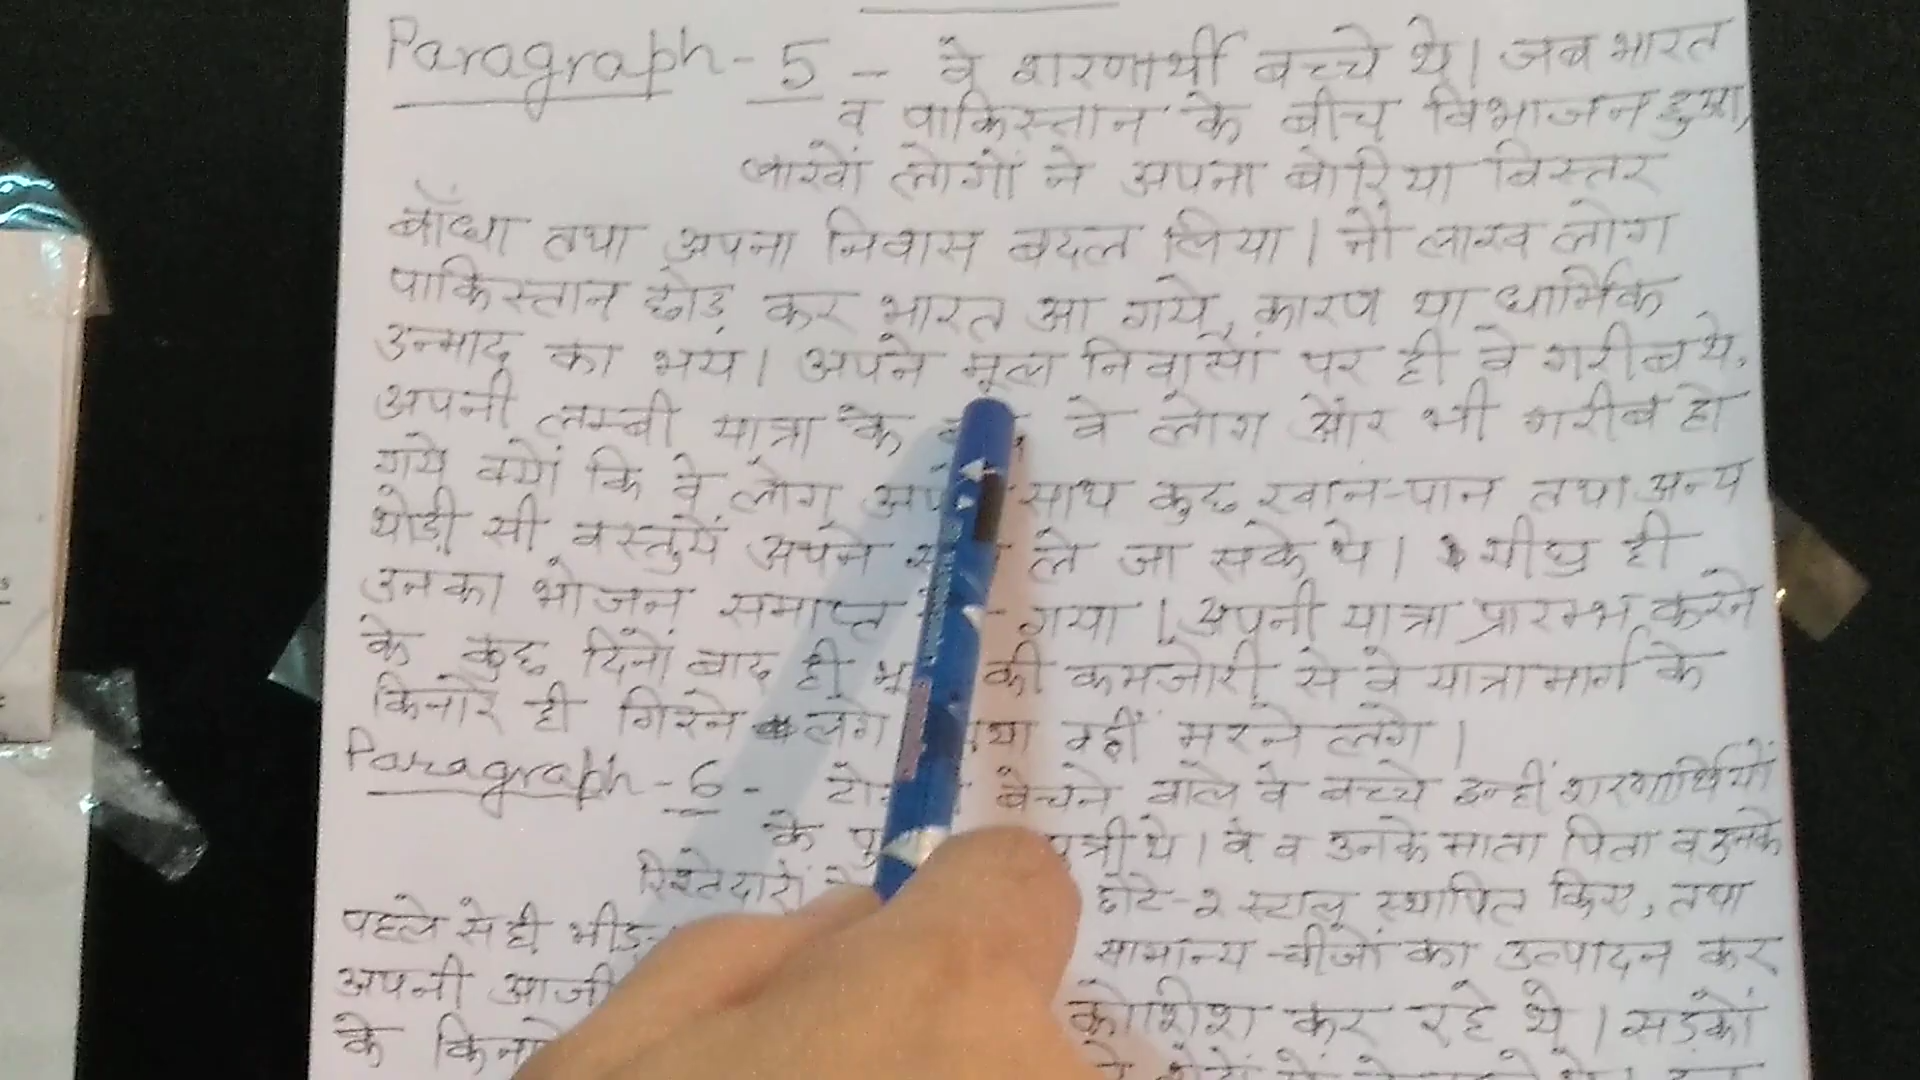 Paragraph - 5 - वे शरणार्थी बच्चे थे। जब भारत
व पाकिस्तान के बीच विभाजन हुआ,
लाखों लोगों ने अपना बोरिया बिस्तर
बाँधा तथा अपना निवास बदल लिया। नौ लाख लोग
पाकिस्तान छोड़ कर भारत आ गये, कारण था धार्मिक
उन्माद का भय। अपने मूल निवासों पर ही वे गरीब थे,
अपनी लम्बी यात्रा के वे लोग और भी गरीब हो
गये क्यों कि वे लोग साथ कुछ खान-पान तथा अन्य
थोड़ी सी वस्तुयें अपने ले जा सके थे। शीघ्र ही
उनका भोजन समाप्त गया। अपनी यात्रा प्रारम्भ करने
के कुछ दिनों बाद ही की कमजोरी से वे यात्रा मार्ग के
किनारे ही गिरने लगे तथा वहीं मरने लगे।
Paragraph - 6 - बेचने वाले वे बच्चे इन्हीं शरणार्थियों
के पुत्री थे। वे व उनके माता पिता व उनके
रिश्तेदारों छोटे-२ स्टाल स्थापित किए, तथा
पहले से ही भीड़ सामान्य चीजों का उत्पादन कर
अपनी कोशिश कर रहे थे। सड़कों
के